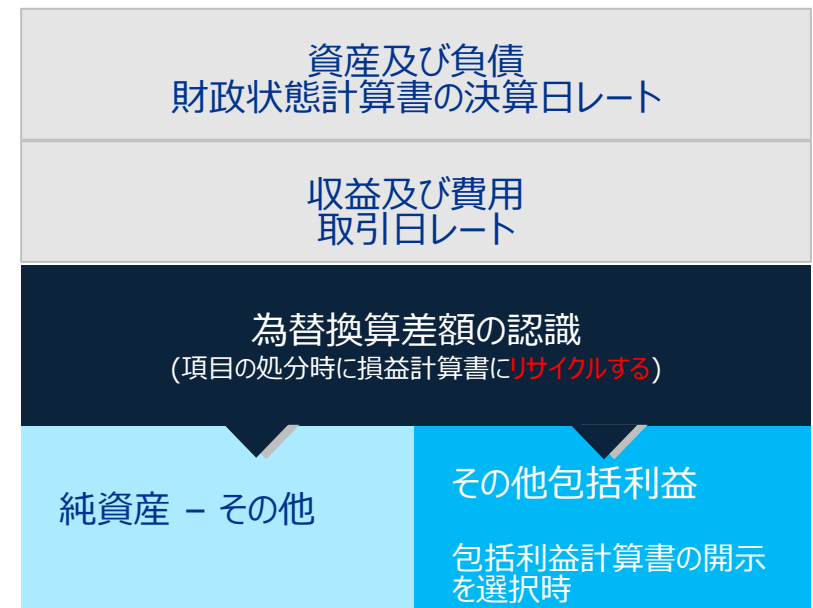 資産及び負債
財政状態計算書の決算日レート
収益及び費用
取引日レート
為替換算差額の認識
(項目の処分時に損益計算書にリサイクルする)
純資産 – その他
その他包括利益
包括利益計算書の開示
を選択時